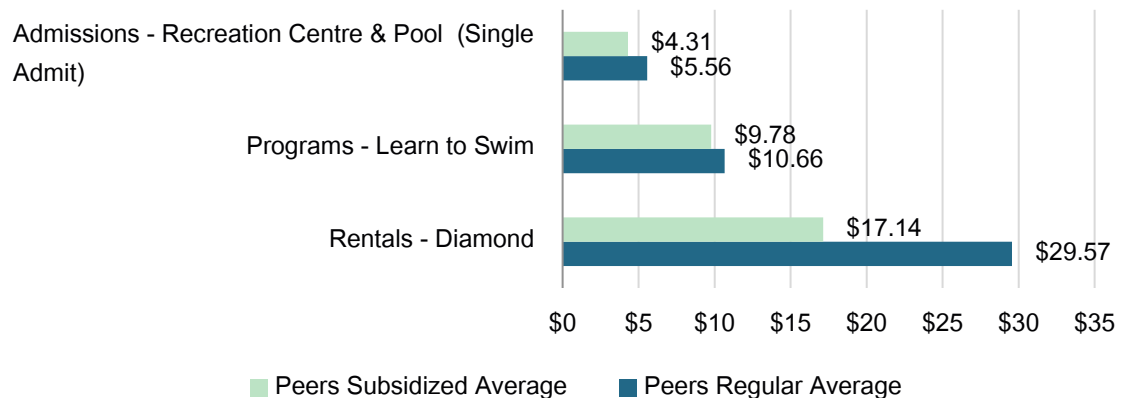 Admissions - Recreation Centre & Pool (Single
Admit)
$4.31
$5.56
Programs - Learn to Swim
$9.78
$10.66
Rentals - Diamond
$17.14
$29.57
$0 $5 $10 $15 $20 $25 $30 $35
Peers Subsidized Average Peers Regular Average